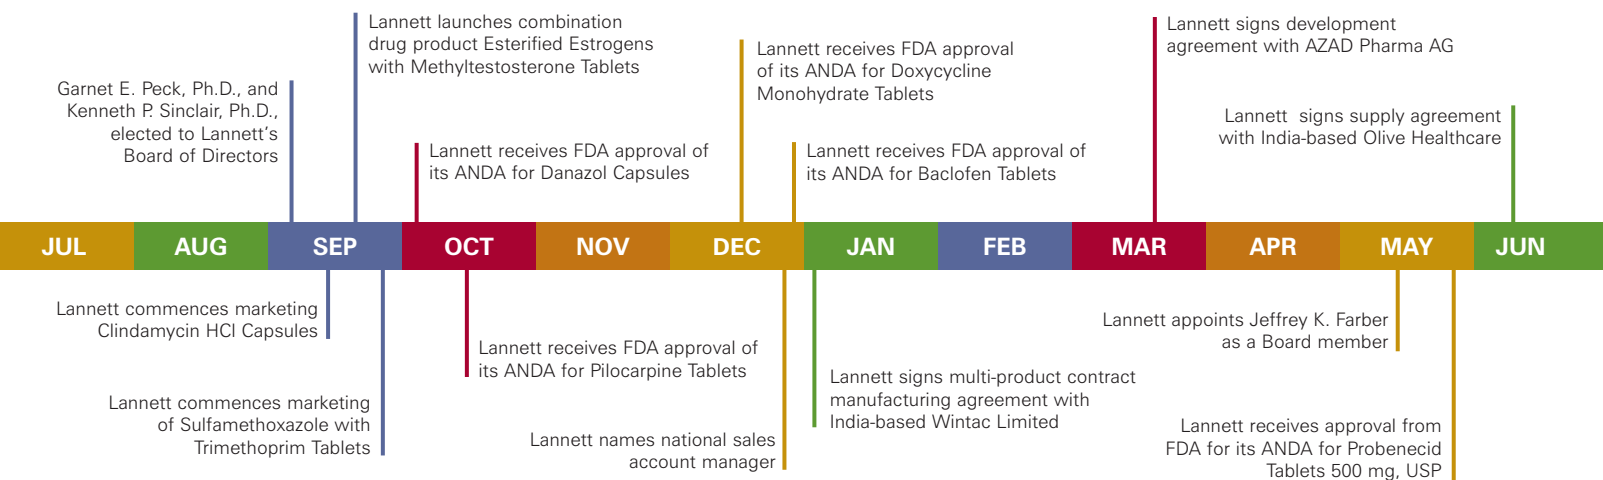 Lannett launches combination
drug product Esterified Estrogens
with Methyltestosterone Tablets
Garnet E. Peck, Ph.D., and
Kenneth P. Sinclair, Ph.D.,
elected to Lannett’s
Board of Directors
Lannett receives FDA approval of
its ANDA for Danazol Capsules
Lannett receives FDA approval
of its ANDA for Doxycycline
Monohydrate Tablets
Lannett receives FDA approval of
its ANDA for Baclofen Tablets
Lannett signs development
agreement with AZAD Pharma AG
Lannett signs supply agreement
with India-based Olive Healthcare
JUL AUG SEP OCT NOV DEC JAN FEB MAR APR MAY JUN
Lannett commences marketing
Clindamycin HCl Capsules
Lannett commences marketing
of Sulfamethoxazole with
Trimethoprim Tablets
Lannett receives FDA approval of
its ANDA for Pilocarpine Tablets
Lannett names national sales
account manager
Lannett signs multi-product contract
manufacturing agreement with
India-based Wintac Limited
Lannett appoints Jeffrey K. Farber
as a Board member
Lannett receives approval from
FDA for its ANDA for Probenecid
Tablets 500 mg, USP